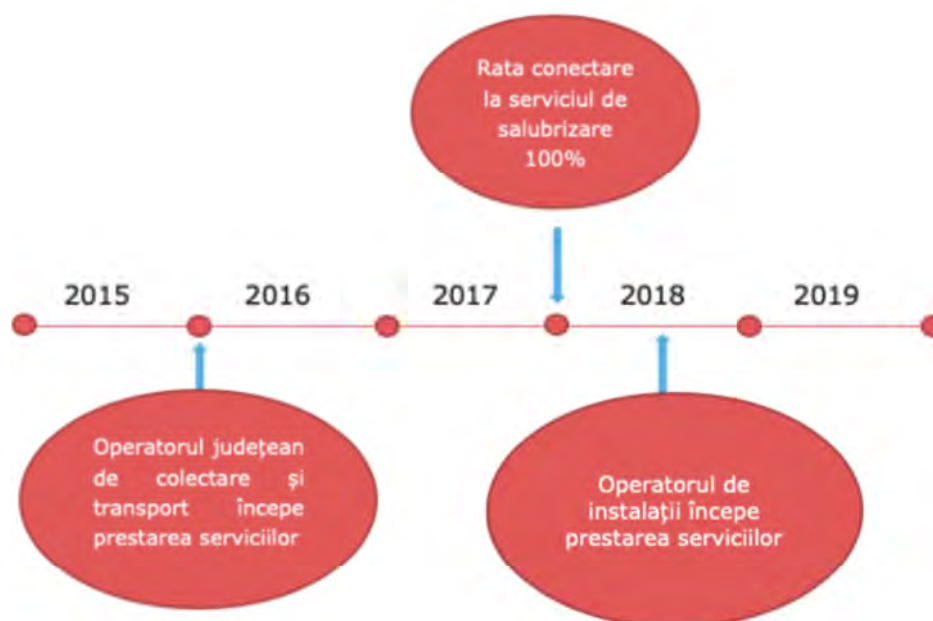 Rata conectare
la serviciul de
salubrizare
100%
2015 2016 2017 2018 2019
Operatorul județean
de colectare și
transport începe
prestarea serviciilor
Operatorul de
instalații începe
prestarea serviciilor